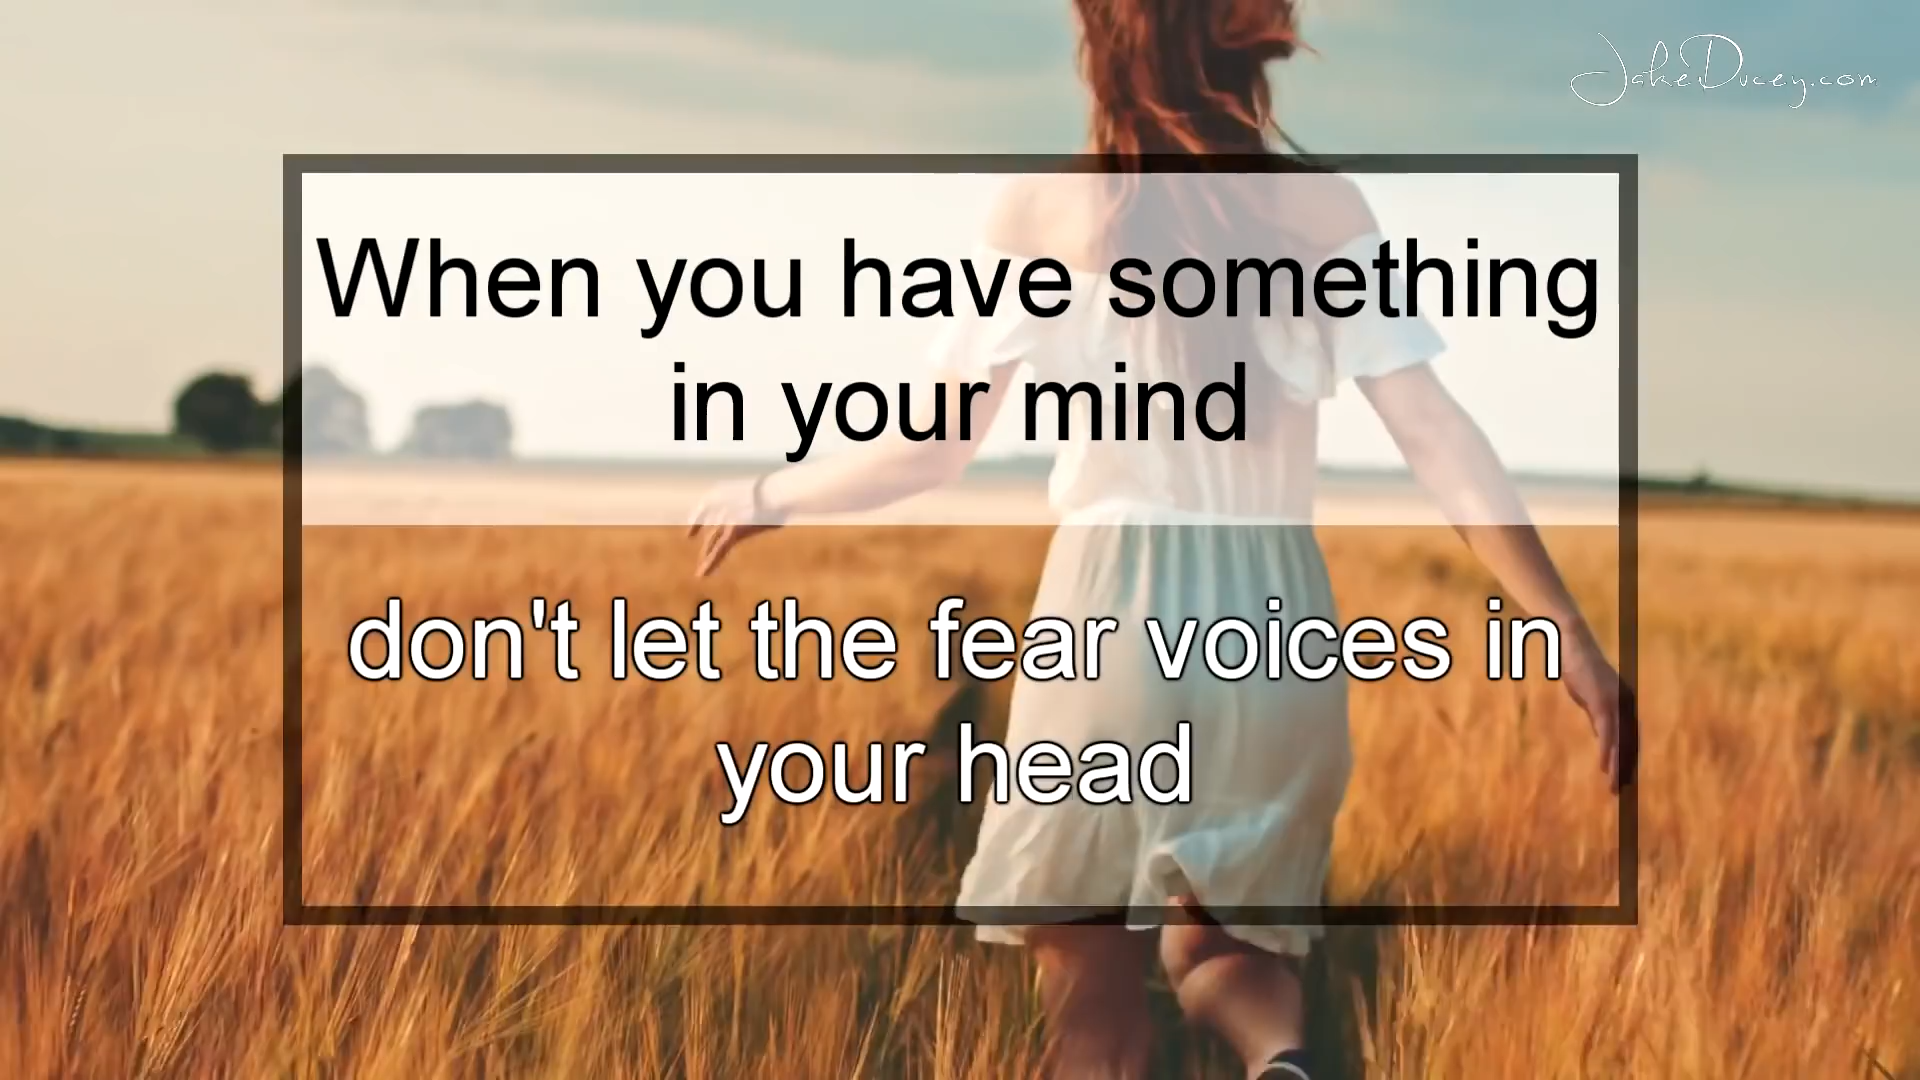 JakeDucey.com
When you have something
in your mind
don't let the fear voices in
your head